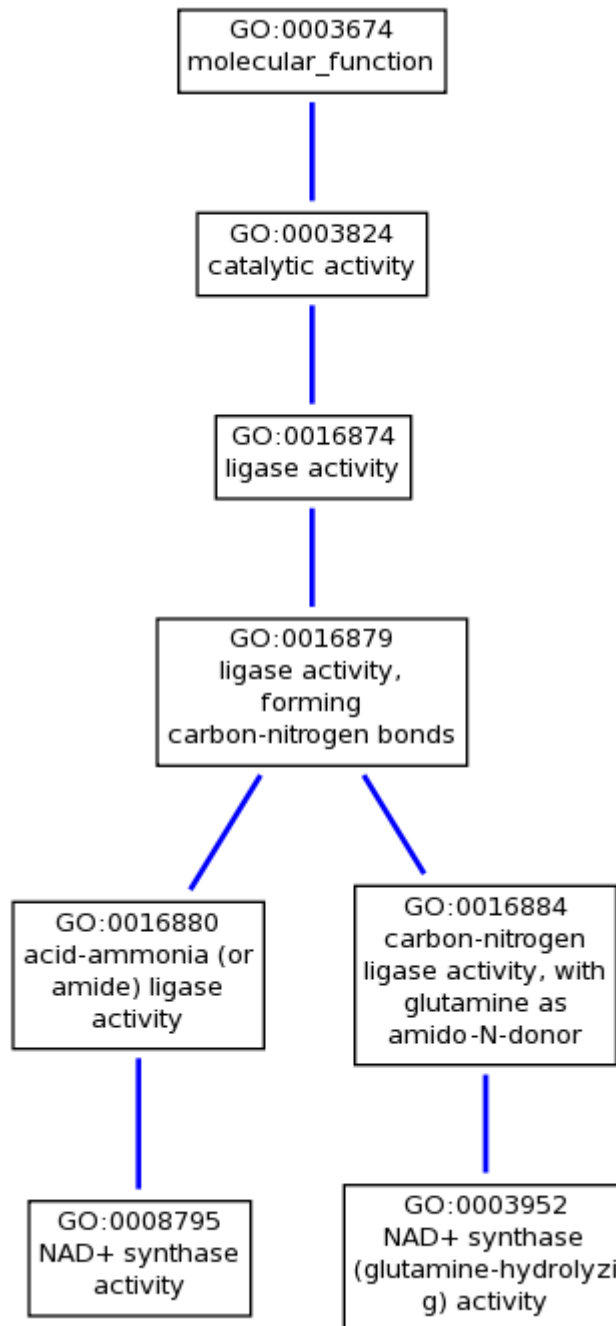 GO:0003674
molecular_function
GO:0003824
catalytic activity
GO:0016874
ligase activity
GO:0016879
ligase activity,
forming
carbon-nitrogen bonds
GO:0016880
acid-ammonia (or
amide) ligase
activity
GO:0016884
carbon-nitrogen
ligase activity, with
glutamine as
amido-N-donor
GO:0008795
NAD+ synthase
activity
GO:0003952
NAD+ synthase
(glutamine-hydrolyzi
g) activity